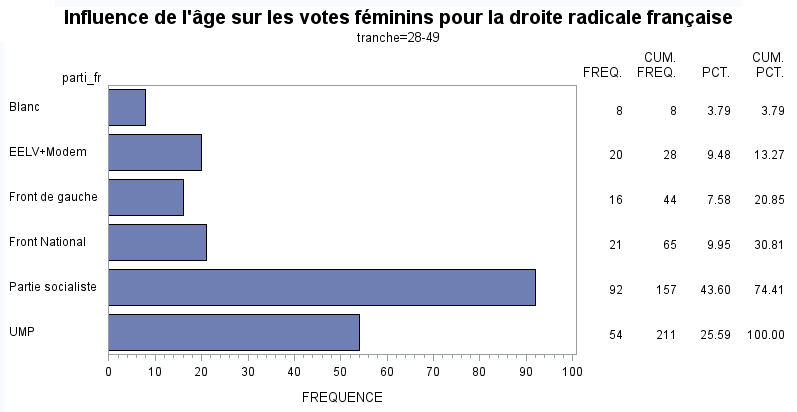 Influence de l'âge sur les votes féminins pour la droite radicale française
tranche=28-49
parti_fr FREQ. CUM. FREQ. PCT. CUM. PCT.
Blanc 8 8 3.79 3.79
EELV+Modem 20 28 9.48 13.27
Front de gauche 16 44 7.58 20.85
Front National 21 65 9.95 30.81
Partie socialiste 92 157 43.60 74.41
UMP 54 211 25.59 100.00
0 10 20 30 40 50 60 70 80 90 100
FREQUENCE